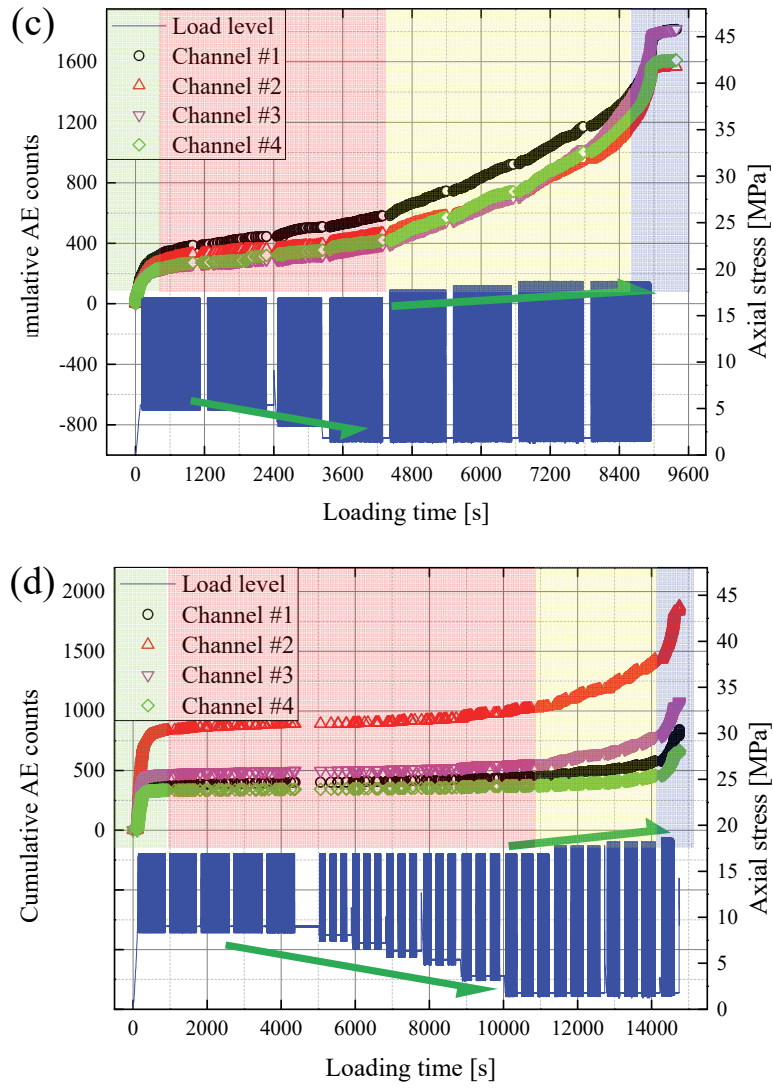 (c)
Load level
Channel #1
Channel #2
Channel #3
Channel #4
1600
1200
800
400
0
-400
-800
mulative AE counts
45
40
35
30
25
20
15
10
5
0
Axial stress [MPa]
0 1200 2400 3600 4800 6000 7200 8400 9600
Loading time [s]
(d)
Load level
Channel #1
Channel #2
Channel #3
Channel #4
2000
1500
1000
500
0
Cumulative AE counts
45
40
35
30
25
20
15
10
5
0
Axial stress [MPa]
0 2000 4000 6000 8000 10000 12000 14000
Loading time [s]